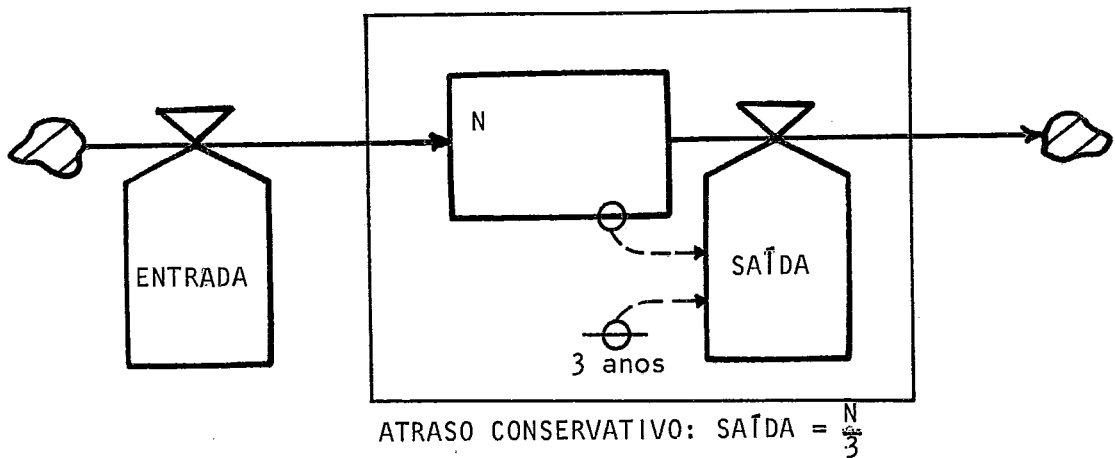 N
ENTRADA
SAÍDA
3 anos
ATRASO CONSERVATIVO: SAÍDA = N/3